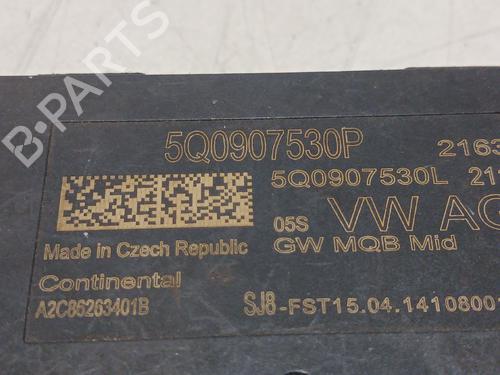 B-PARTS
5Q0907530P 2163
5Q0907530L 21
05S VW AG
Made in Czech Republic GW MQB Mid
Continental
A2C86263401B SJ8-FST15.04.14108001